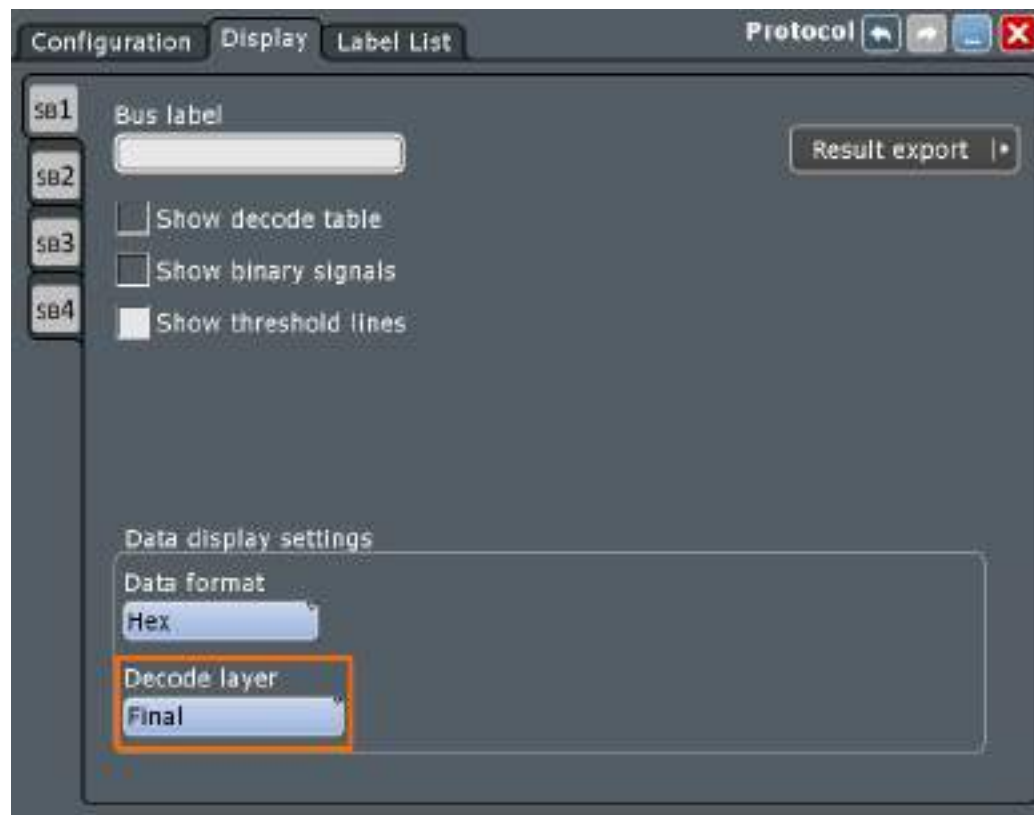 Configuration Display Label List Protocol
SB1
Bus label
Result export
SB2
Show decode table
SB3
Show binary signals
SB4
Show threshold lines
Data display settings
Data format
Hex
Decode layer
Final